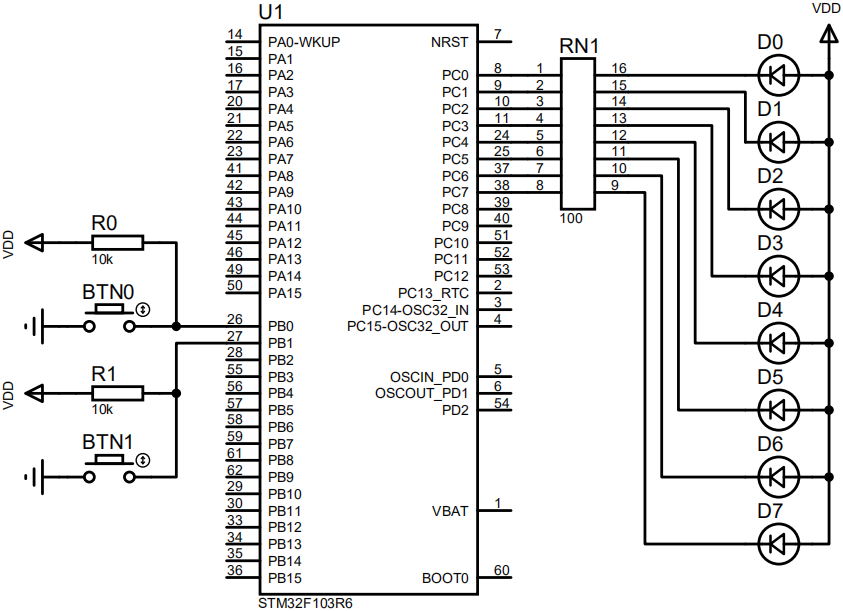 U1
14 PA0-WKUP
15 PA1
16 PA2
17 PA3
20 PA4
21 PA5
22 PA6
23 PA7
41 PA8
42 PA9
43 PA10
44 PA11
45 PA12
46 PA13
49 PA14
50 PA15
26 PB0
27 PB1
28 PB2
55 PB3
56 PB4
57 PB5
58 PB6
59 PB7
61 PB8
62 PB9
29 PB10
30 PB11
33 PB12
34 PB13
35 PB14
36 PB15
NRST 7
PC0 8
PC1 9
PC2 10
PC3 11
PC4 24
PC5 25
PC6 37
PC7 38
PC8 39
PC9 40
PC10 51
PC11 52
PC12 53
PC13_RTC 2
PC14-OSC32_IN 3
PC15-OSC32_OUT 4
OSCIN_PD0 5
OSCOUT_PD1 6
PD2 54
VBAT 1
BOOT0 60
STM32F103R6
VDD
R0
10k
BTN0
VDD
R1
10k
BTN1
RN1
1 16
2 15
3 14
4 13
5 12
6 11
7 10
8 9
100
VDD
D0
D1
D2
D3
D4
D5
D6
D7